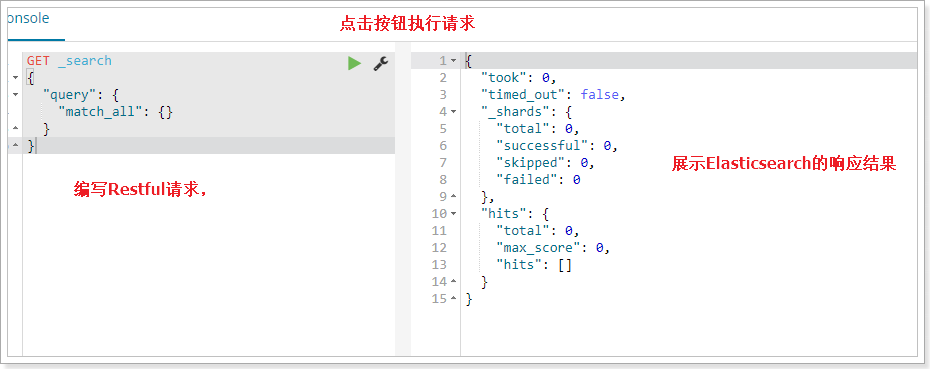 onsole
点击按钮执行请求
GET _search
{
"query": {
"match_all": {}
}
}
编写Restful请求,
1 {
2 "took": 0,
3 "timed_out": false,
4 "_shards": {
5 "total": 0,
6 "successful": 0,
7 "skipped": 0,
8 "failed": 0
9 },
10 "hits": {
11 "total": 0,
12 "max_score": 0,
13 "hits": []
14 }
15 }
展示Elasticsearch的响应结果